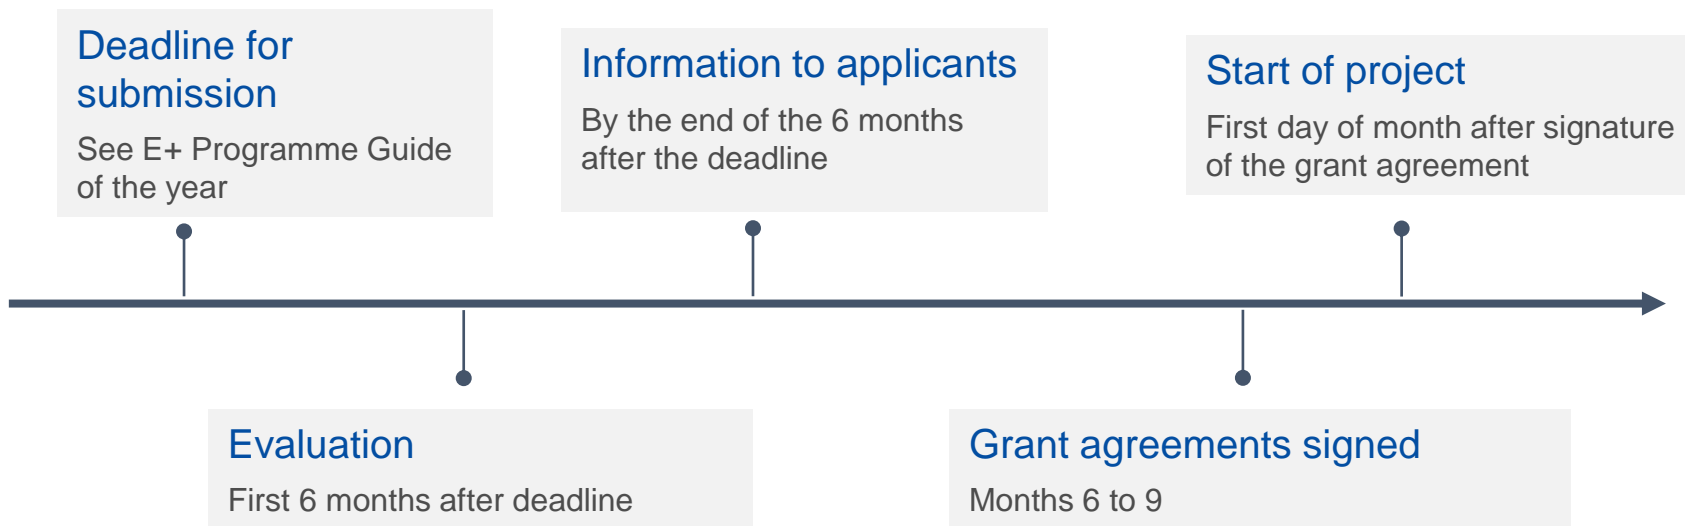 Deadline for
submission
See E+ Programme Guide
of the year
Information to applicants
By the end of the 6 months
after the deadline
Start of project
First day of month after signature
of the grant agreement
Evaluation
First 6 months after deadline
Grant agreements signed
Months 6 to 9